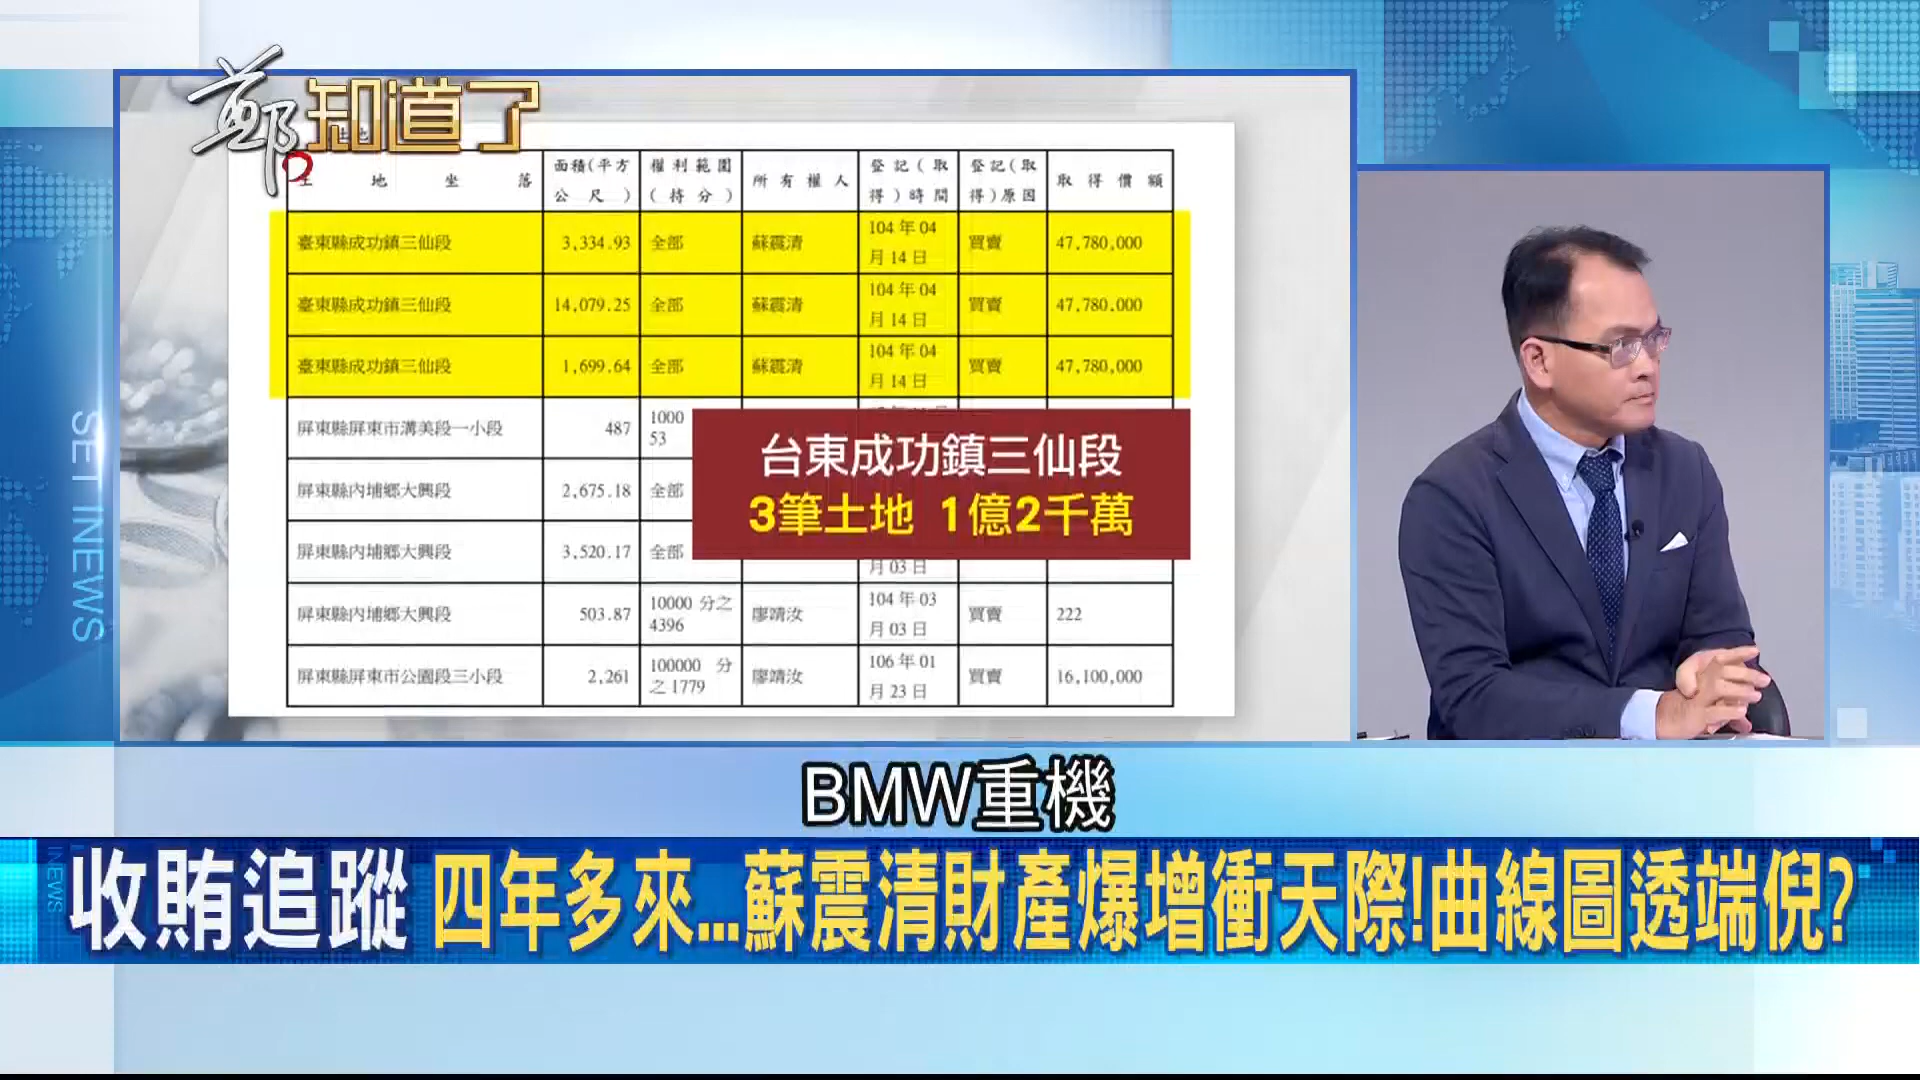 鄭知道了
土地坐落 面積(平方公尺) 權利範圍(持分) 所有權人 登記(取得)時間 登記(取得)原因 取得價額
臺東縣成功鎮三仙段 3,334.93 全部 蘇震清 104年04月14日 買賣 47,780,000
臺東縣成功鎮三仙段 14,079.25 全部 蘇震清 104年04月14日 買賣 47,780,000
臺東縣成功鎮三仙段 1,699.64 全部 蘇震清 104年04月14日 買賣 47,780,000
屏東縣屏東市溝美段一小段 487 1000 53
屏東縣內埔鄉大興段 2,675.18 全部
屏東縣內埔鄉大興段 3,520.17 全部 月03日
屏東縣內埔鄉大興段 503.87 10000分之4396 廖靖汝 104年03月03日 買賣 222
屏東縣屏東市公園段三小段 2,261 100000分之1779 廖靖汝 106年01月23日 買賣 16,100,000
台東成功鎮三仙段
3筆土地 1億2千萬
SET iNEWS
BMW重機
iNEWS
收賄追蹤 四年多來...蘇震清財產爆增衝天際!曲線圖透端倪?